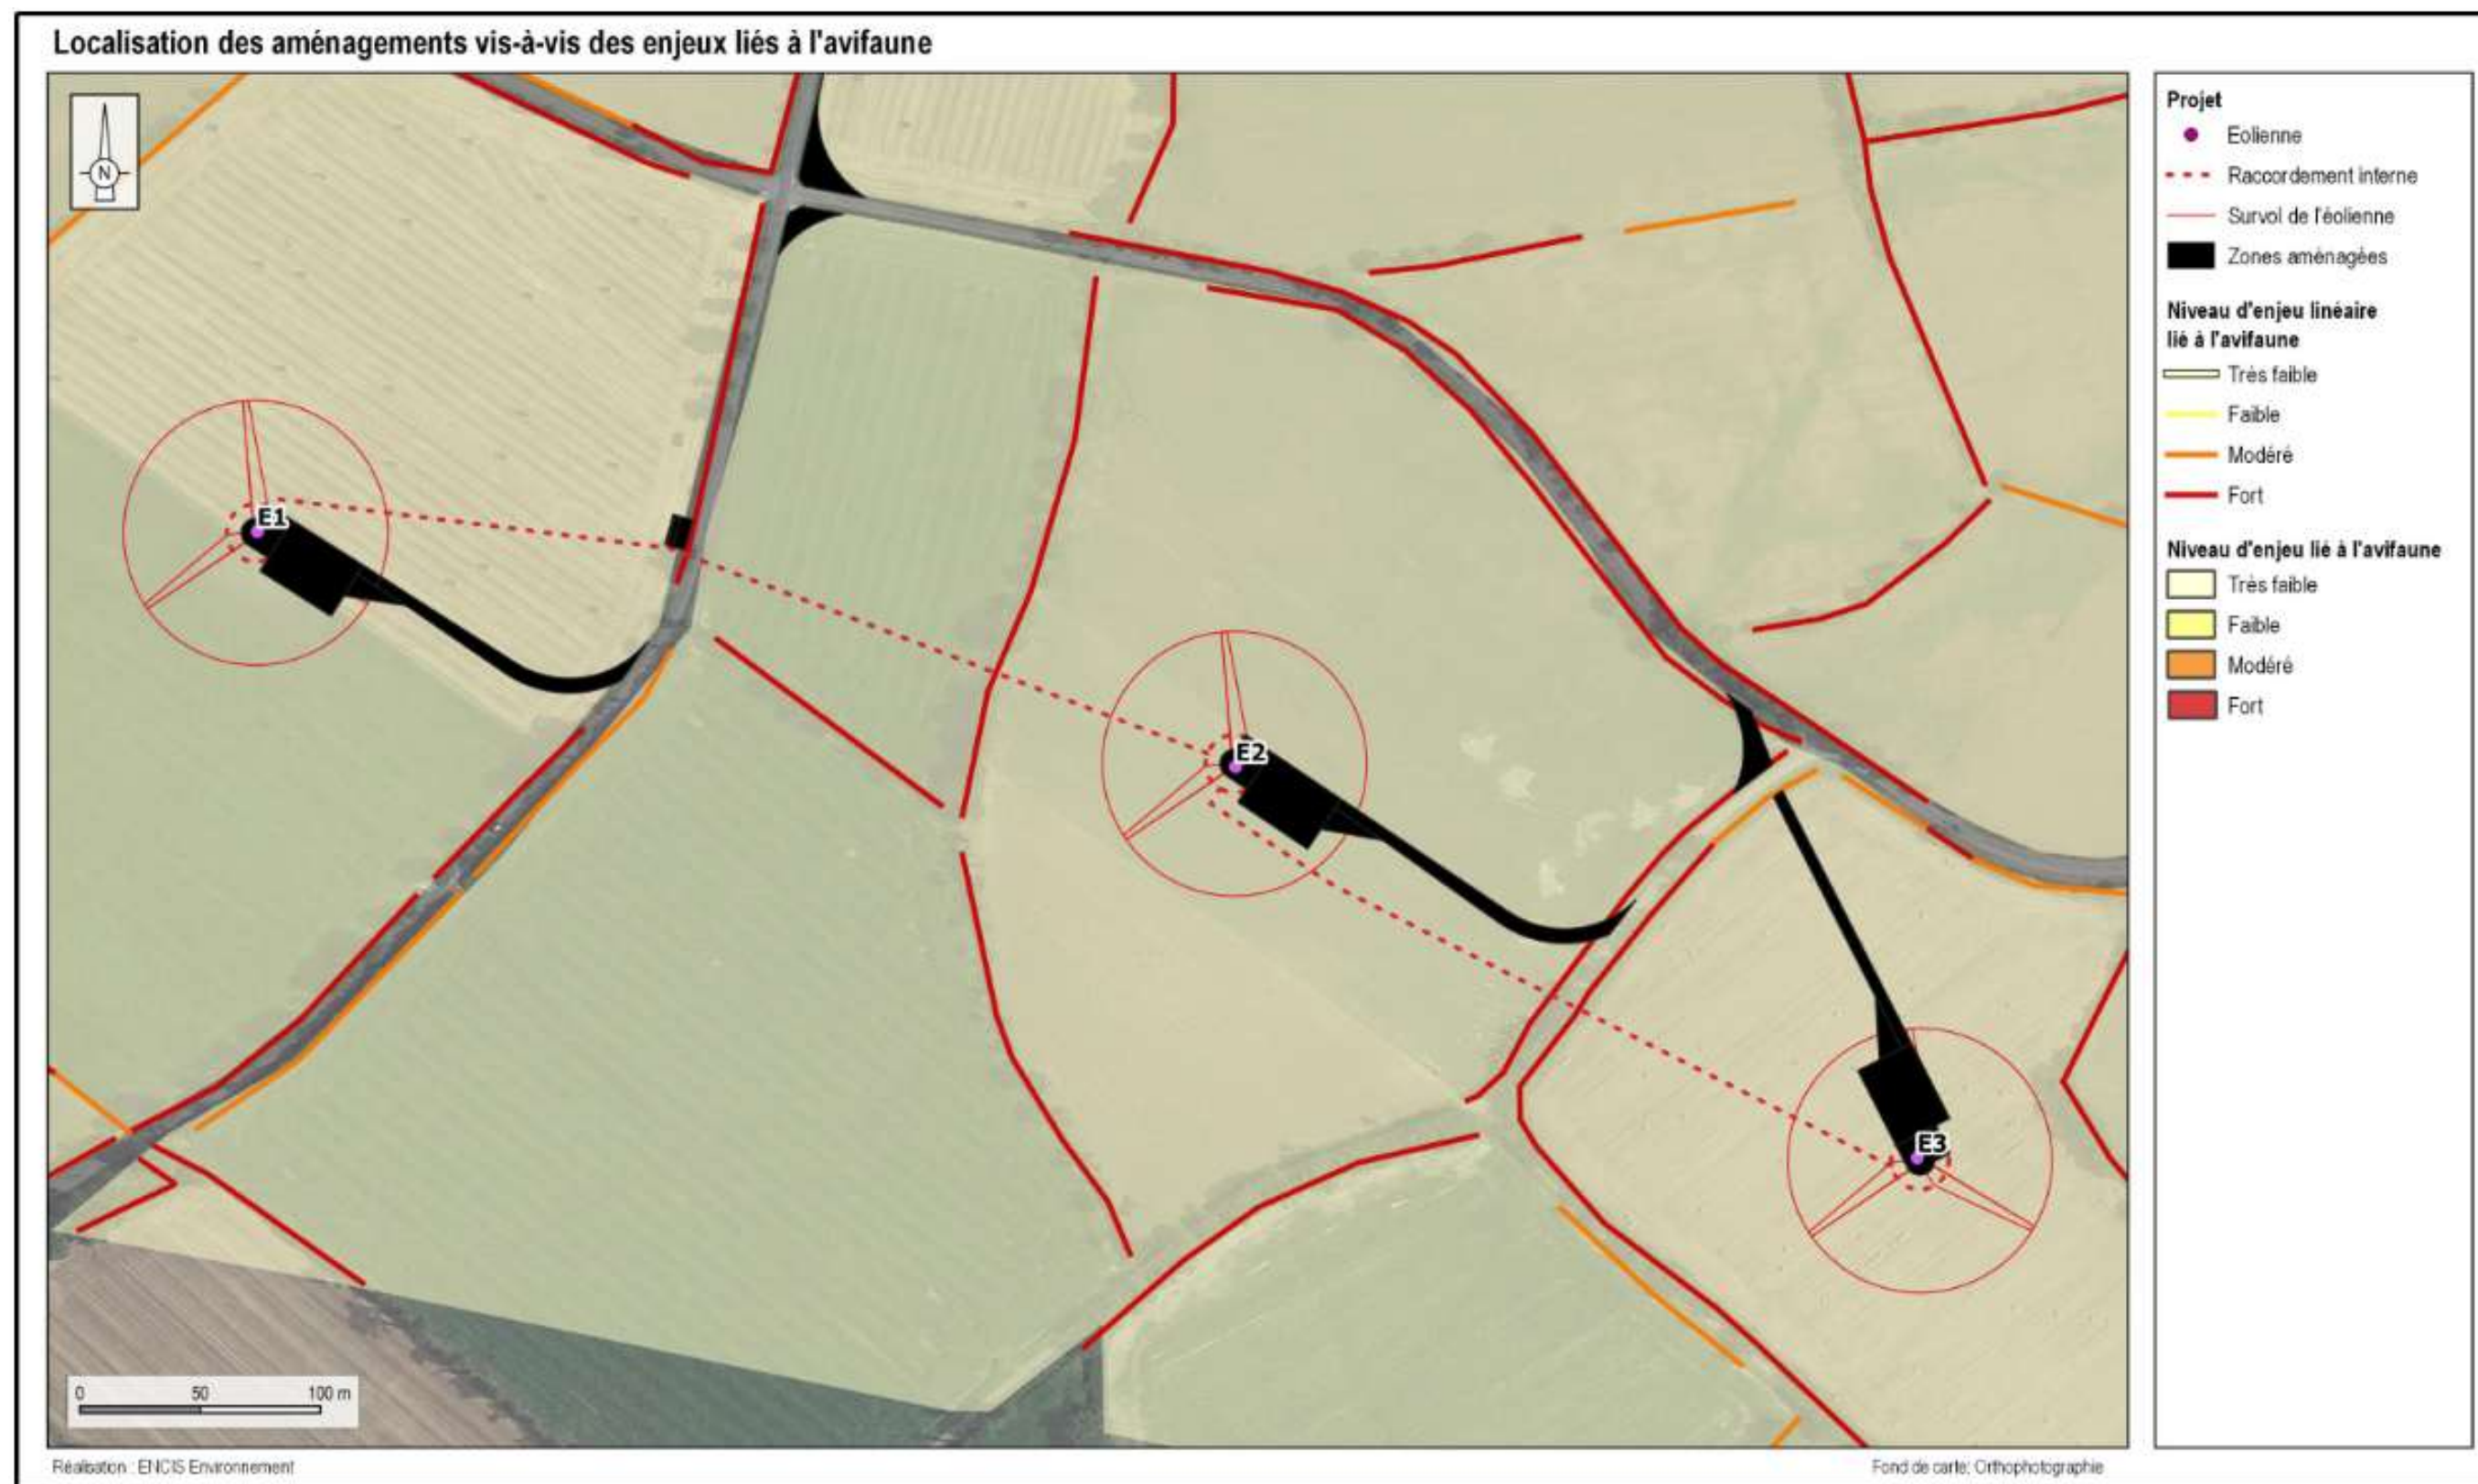 Localisation des aménagements vis-à-vis des enjeux liés à l'avifaune
N
E1
E2
E3
0 50 100 m
Projet
Eolienne
Raccordement interne
Survol de l'éolienne
Zones aménagées
Niveau d'enjeu linéaire
lié à l'avifaune
Très faible
Faible
Modéré
Fort
Niveau d'enjeu lié à l'avifaune
Très faible
Faible
Modéré
Fort
Réalisation : ENCIS Environnement
Fond de carte: Orthophotographie